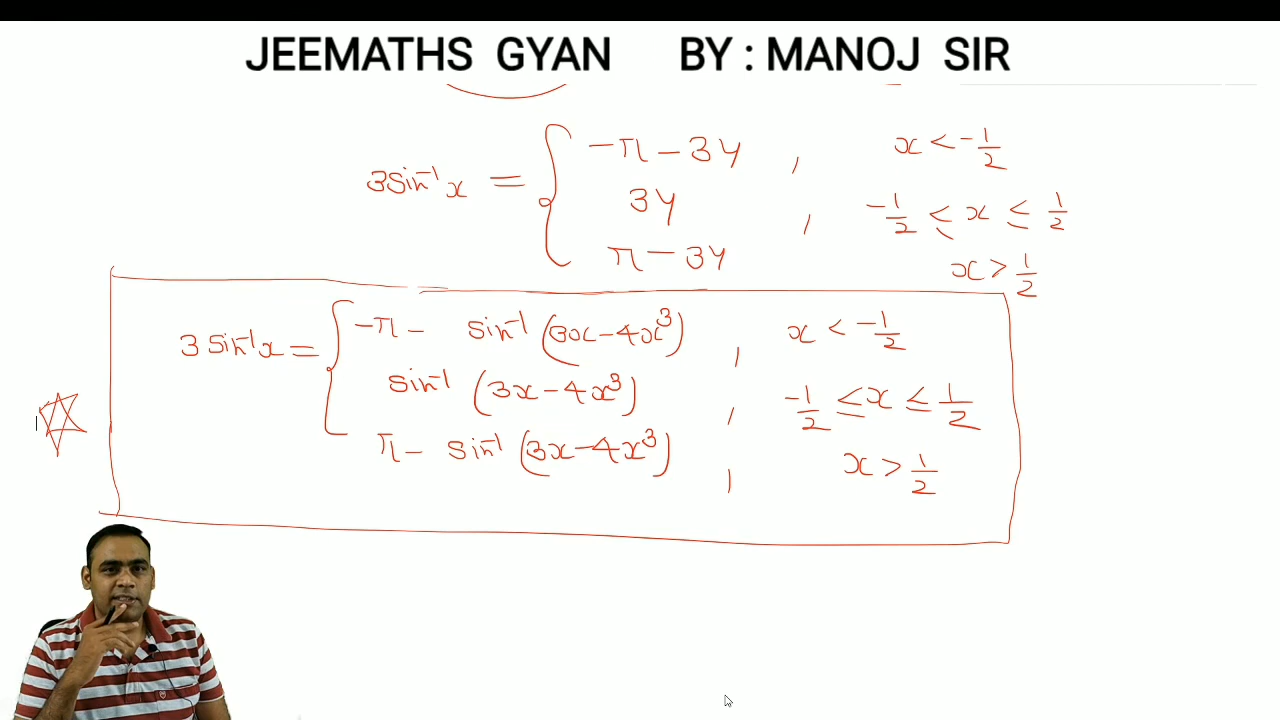 JEEMATHS GYAN BY : MANOJ SIR
-π - 3y , x < -1/2
3sin⁻¹x = { 3y , -1/2 ≤ x ≤ 1/2
π - 3y x > 1/2
-π - sin⁻¹ (3x - 4x³) , x < -1/2
3 sin⁻¹x = { sin⁻¹ (3x - 4x³) , -1/2 ≤ x ≤ 1/2
π - sin⁻¹ (3x - 4x³) , x > 1/2